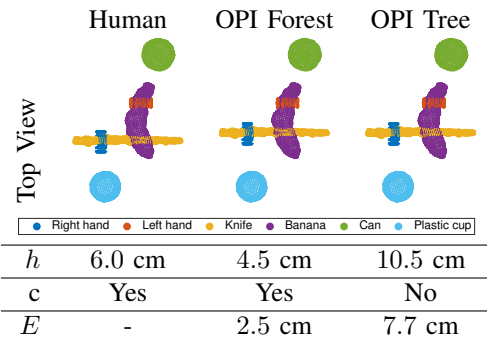 Human OPI Forest OPI Tree
Top View
Right hand Left hand Knife Banana Can Plastic cup
h 6.0 cm 4.5 cm 10.5 cm
c Yes Yes No
E - 2.5 cm 7.7 cm